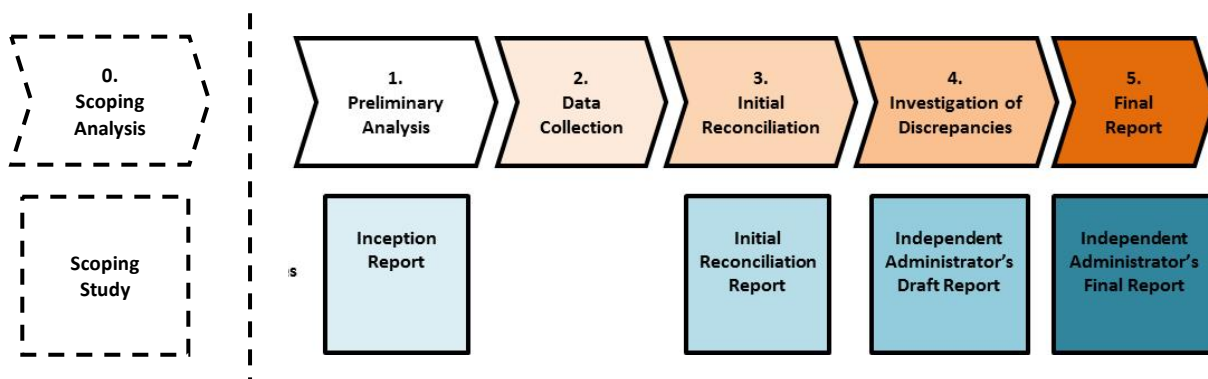 0.
Scoping
Analysis
1.
Preliminary
Analysis
2.
Data
Collection
3.
Initial
Reconciliation
4.
Investigation of
Discrepancies
5.
Final
Report
Scoping
Study
Inception
Report
Initial
Reconciliation
Report
Independent
Administrator's
Draft Report
Independent
Administrator's
Final Report